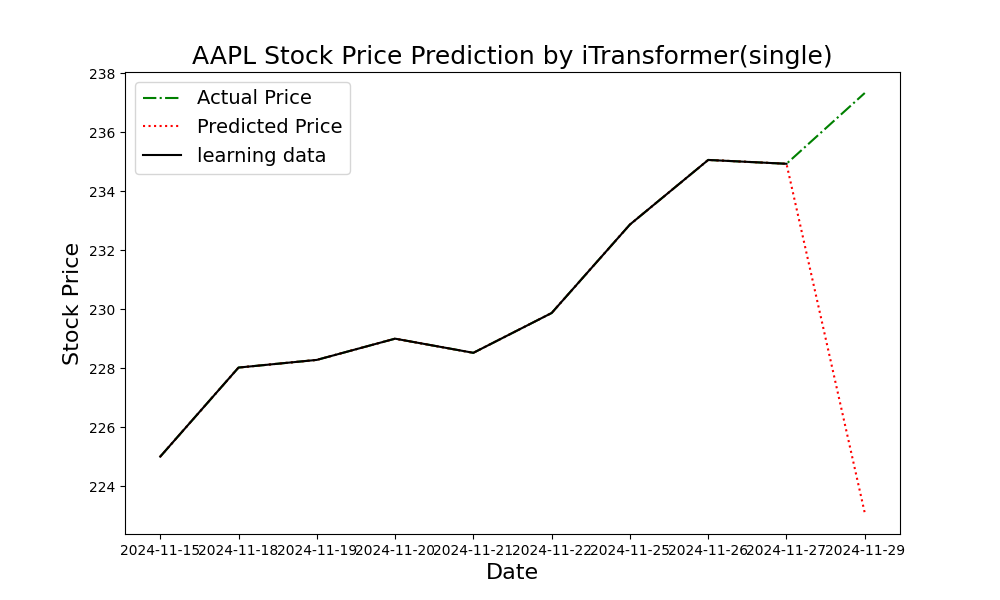 AAPL Stock Price Prediction by iTransformer(single)
Actual Price
Predicted Price
learning data
238
236
234
232
230
228
226
224
Stock Price
2024-11-15 2024-11-18 2024-11-19 2024-11-20 2024-11-21 2024-11-22 2024-11-25 2024-11-26 2024-11-27 2024-11-29
Date